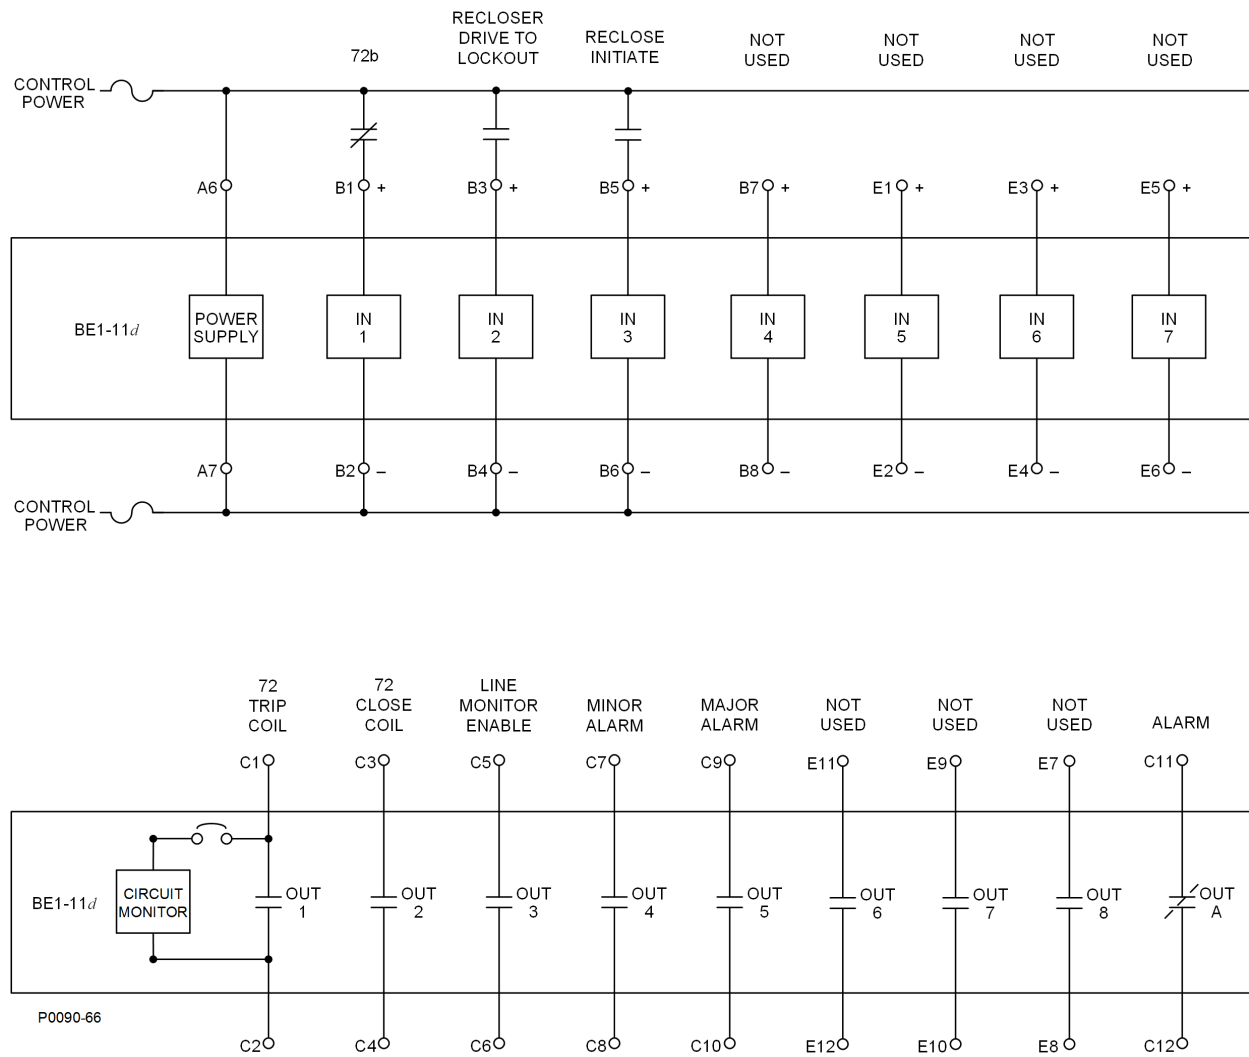 RECLOSER
DRIVE TO
LOCKOUT
72b
RECLOSE
INITIATE
NOT
USED
NOT
USED
NOT
USED
NOT
USED
CONTROL
POWER
A6
B1 +
B3 +
B5 +
B7 +
E1 +
E3 +
E5 +
BE1-11d
POWER
SUPPLY
IN
1
IN
2
IN
3
IN
4
IN
5
IN
6
IN
7
A7
B2 –
B4 –
B6 –
B8 –
E2 –
E4 –
E6 –
CONTROL
POWER
72
TRIP
COIL
72
CLOSE
COIL
LINE
MONITOR
ENABLE
MINOR
ALARM
MAJOR
ALARM
NOT
USED
NOT
USED
NOT
USED
ALARM
C1
C3
C5
C7
C9
E11
E9
E7
C11
BE1-11d
CIRCUIT
MONITOR
OUT
1
OUT
2
OUT
3
OUT
4
OUT
5
OUT
6
OUT
7
OUT
8
OUT
A
P0090-66
C2
C4
C6
C8
C10
E12
E10
E8
C12